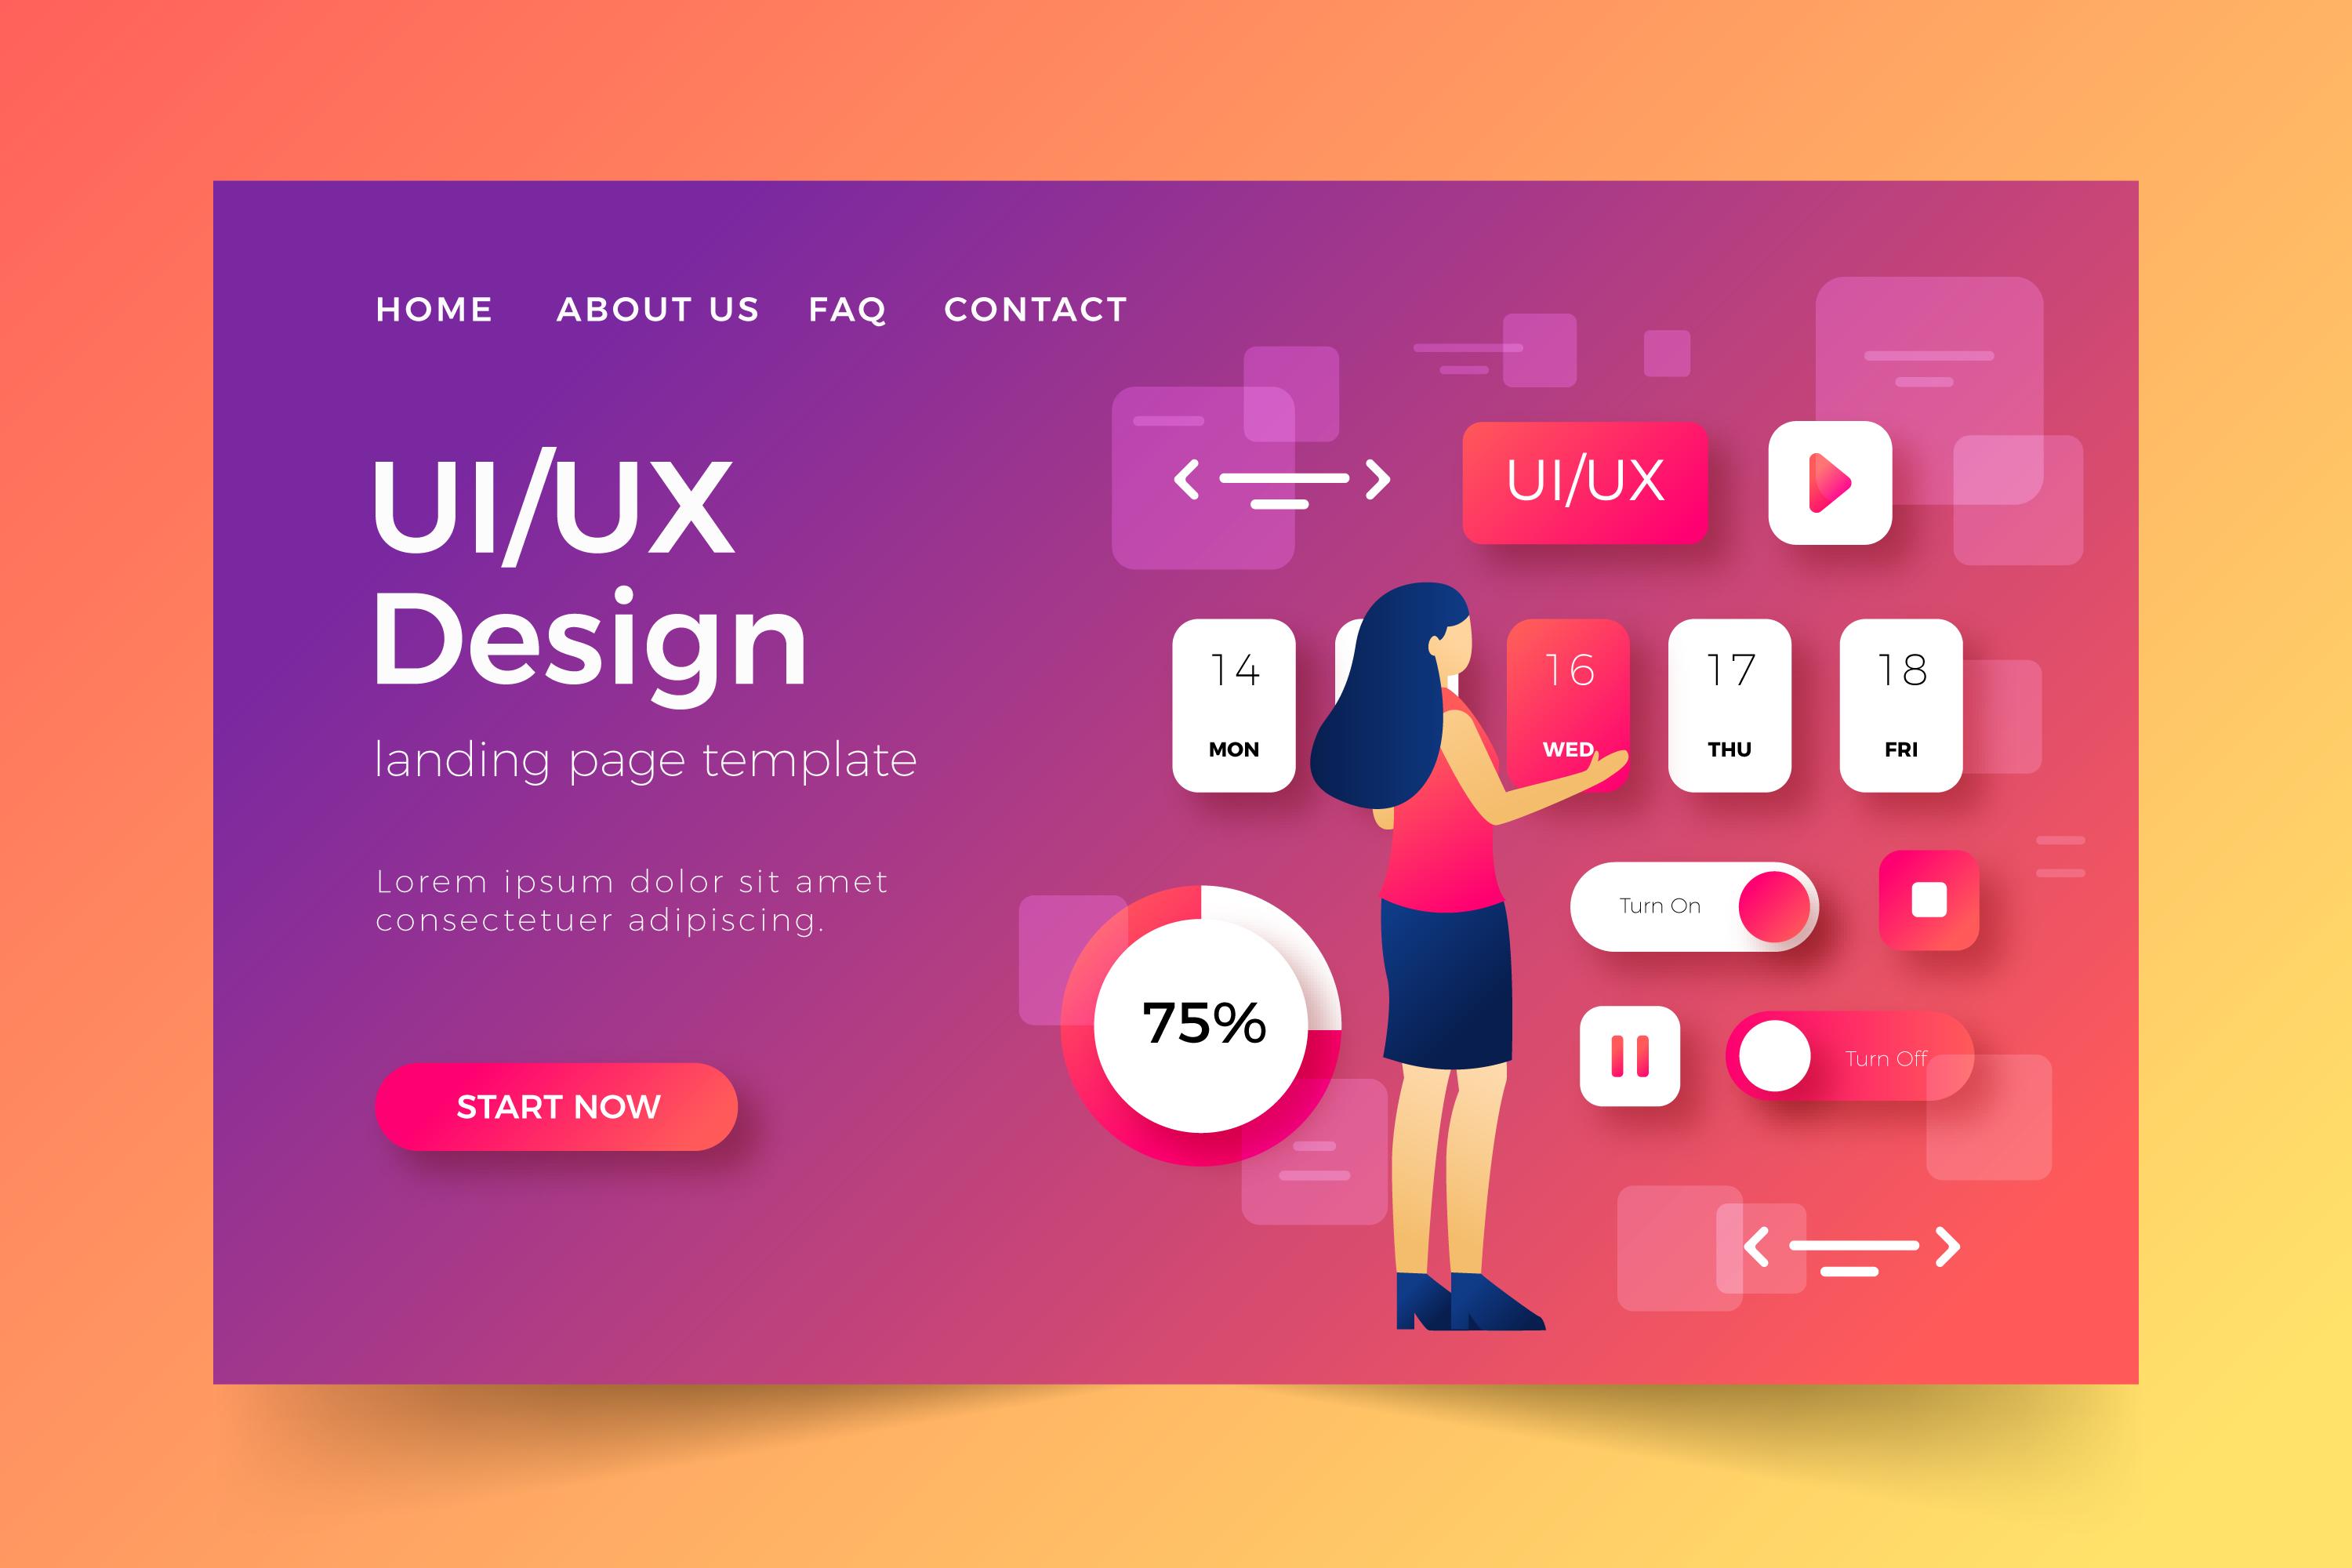 HOME ABOUT US FAQ CONTACT
UI/UX
Design
landing page template
Lorem ipsum dolor sit amet
consectetuer adipiscing.
START NOW
UI/UX
14 16 17 18
MON WED THU FRI
Turn On
75%
Turn Off